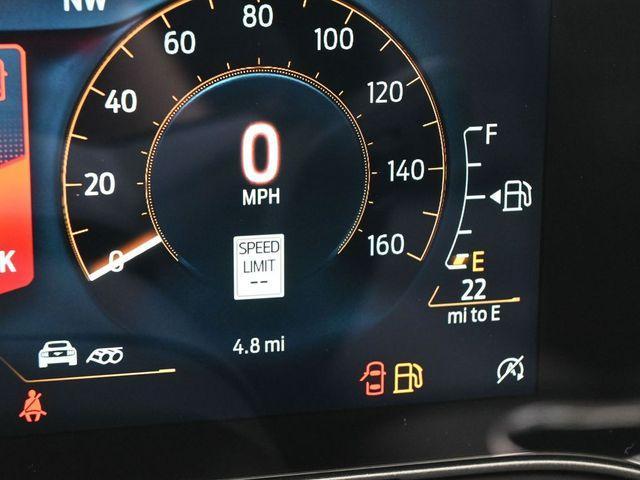 NW
80
60
100
40
120
20
140
0
160
0
MPH
SPEED
LIMIT
--
4.8 mi
F
E
22
mi to E
K